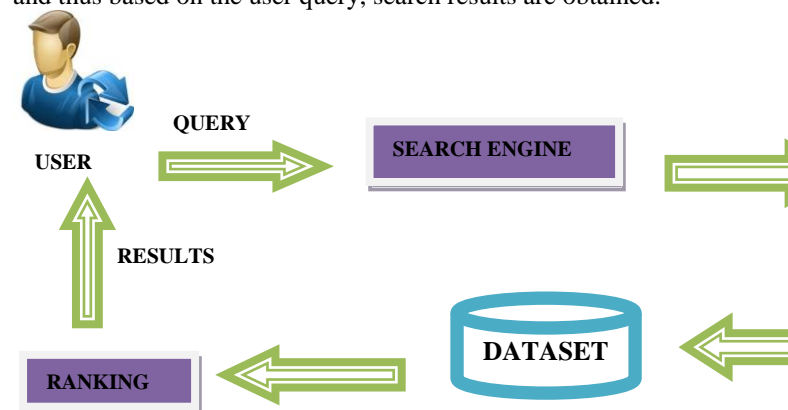 and thus based on the user query, search results are obtained.
QUERY
SEARCH ENGINE
USER
RESULTS
DATASET
RANKING